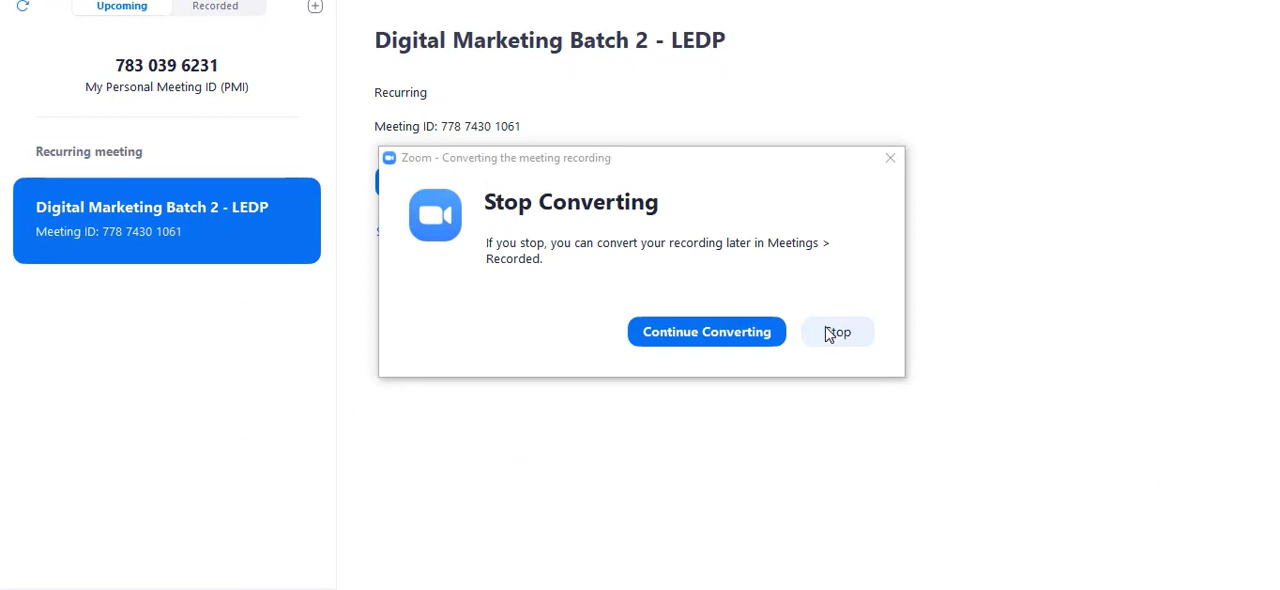 Upcoming
Recorded
783 039 6231
My Personal Meeting ID (PMI)
Recurring meeting
Digital Marketing Batch 2 - LEDP
Meeting ID: 778 7430 1061
Digital Marketing Batch 2 - LEDP
Recurring
Meeting ID: 778 7430 1061
Zoom - Converting the meeting recording
Stop Converting
If you stop, you can convert your recording later in Meetings >
Recorded.
Continue Converting
Stop